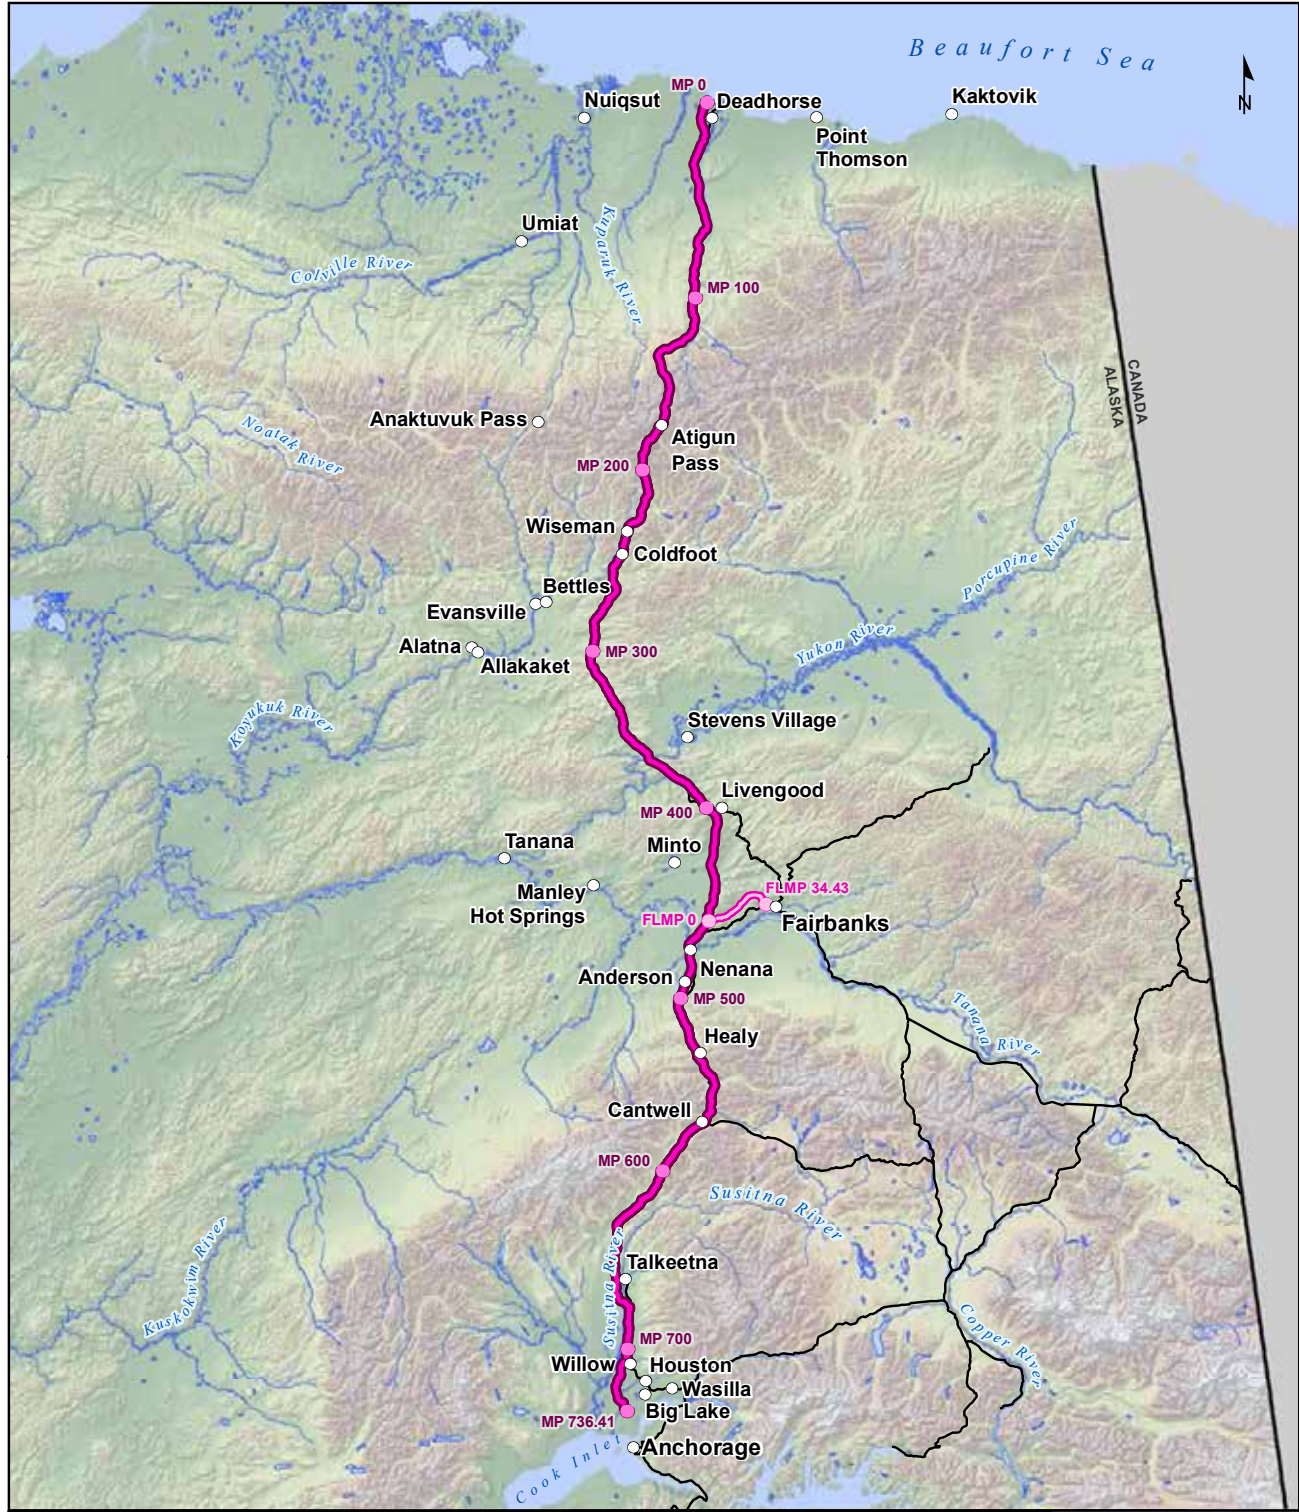 Beaufort Sea
N
MP 0
Nuiqsut
Deadhorse
Kaktovik
Point
Thomson
Umiat
Kuparuk River
Colville River
MP 100
CANADA
ALASKA
Anaktuvuk Pass
Atigun
Pass
Noatak
River
MP 200
Wiseman
Coldfoot
Porcupine River
Bettles
Evansville
Yukon River
Alatna
Allakaket
MP 300
Koyukuk River
Stevens Village
Livengood
MP 400
Tanana
Minto
Manley
Hot Springs
FLMP 34.43
FLMP 0
Fairbanks
Nenana
Anderson
MP 500
Tanana River
Healy
Cantwell
MP 600
Susitna River
Kuskokwim River
Susitna River
Talkeetna
Copper River
MP 700
Willow
Houston
Wasilla
Big Lake
MP 736.41
Anchorage
Cook Inlet